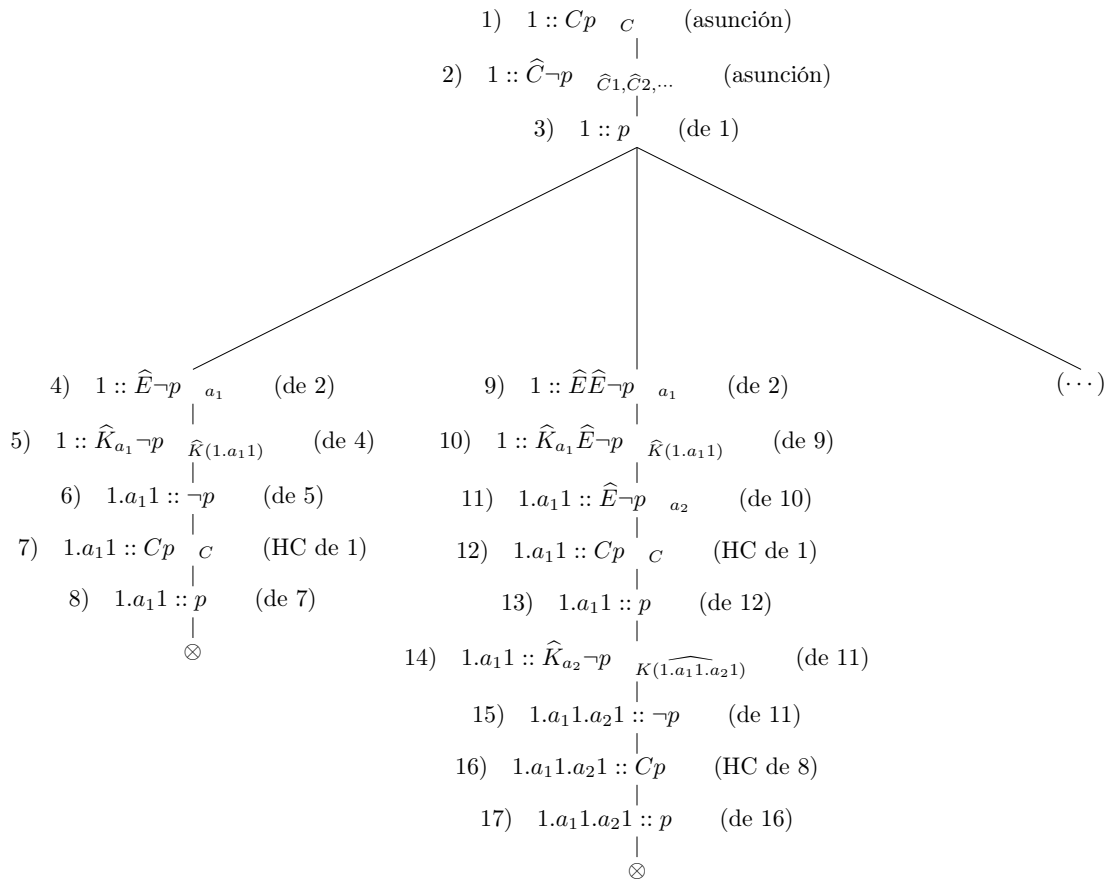 1) 1 :: Cp C (asunción)
2) 1 :: Ĉ¬p Ĉ1,Ĉ2,⋯ (asunción)
3) 1 :: p (de 1)
4) 1 :: Ê¬p a₁ (de 2)
5) 1 :: K̂a₁¬p K̂(1.a₁1) (de 4)
6) 1.a₁1 :: ¬p (de 5)
7) 1.a₁1 :: Cp C (HC de 1)
8) 1.a₁1 :: p (de 7)
⊗
9) 1 :: ÊÊ¬p a₁ (de 2)
10) 1 :: K̂a₁Ê¬p K̂(1.a₁1) (de 9)
11) 1.a₁1 :: Ê¬p a₂ (de 10)
12) 1.a₁1 :: Cp C (HC de 1)
13) 1.a₁1 :: p (de 12)
14) 1.a₁1 :: K̂a₂¬p K(1.a₁1.a₂1)̂ (de 11)
15) 1.a₁1.a₂1 :: ¬p (de 11)
16) 1.a₁1.a₂1 :: Cp (HC de 8)
17) 1.a₁1.a₂1 :: p (de 16)
⊗
(⋯)